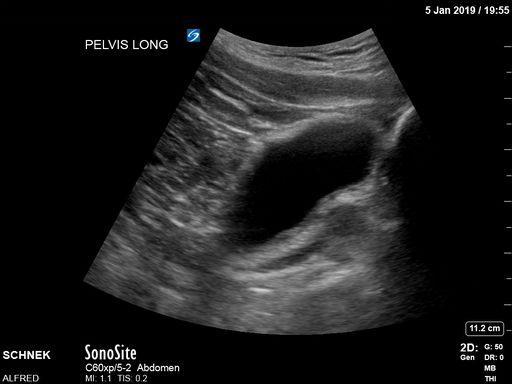 5 Jan 2019 / 19:55
PELVIS LONG
11.2 cm
SCHNEK
ALFRED
SonoSite
C60xp/5-2 Abdomen
MI: 1.1 TIS: 0.2
2D: G: 50
Gen DR: 0
MB
THI